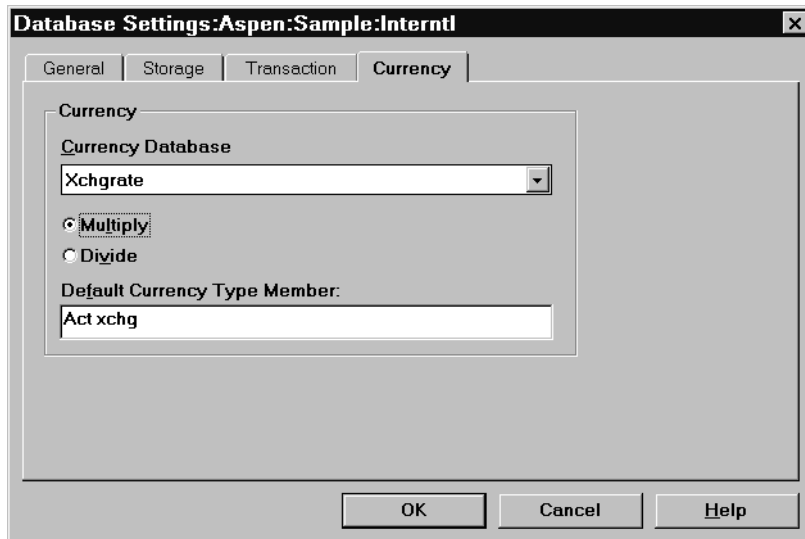 Database Settings:Aspen:Sample:Interntl
General Storage Transaction Currency
Currency
Currency Database
Xchgrate
Multiply
Divide
Default Currency Type Member:
Act xchg
OK Cancel Help